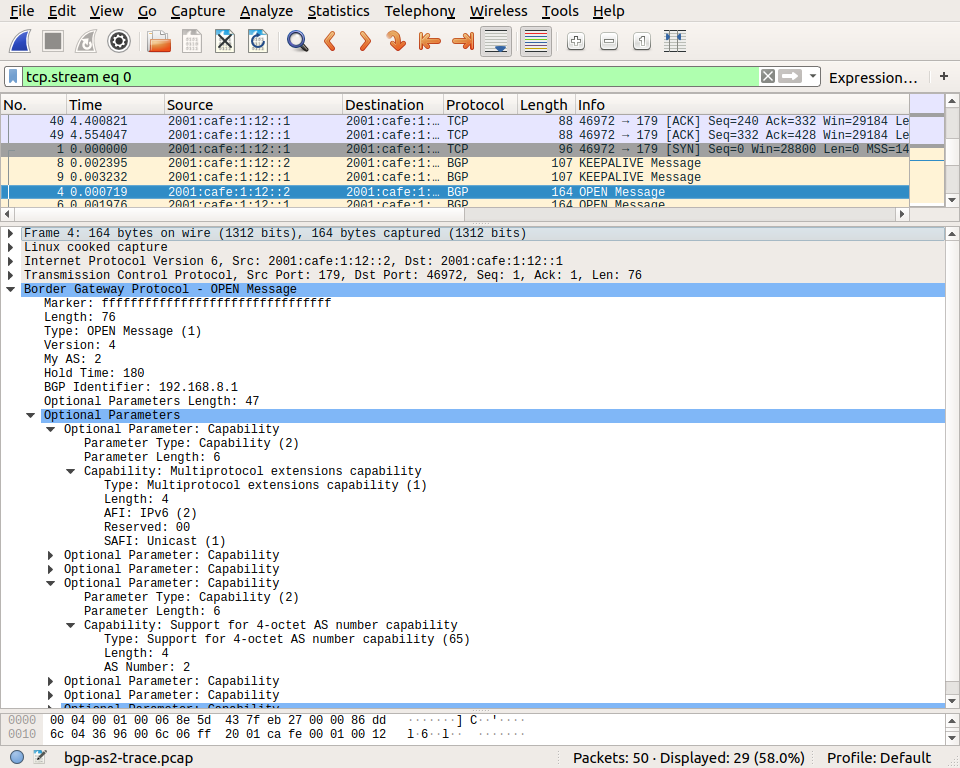 File Edit View Go Capture Analyze Statistics Telephony Wireless Tools Help
tcp.stream eq 0 Expression… +
No. Time Source Destination Protocol Length Info
40 4.400821 2001:cafe:1:12::1 2001:cafe:1:… TCP 88 46972 → 179 [ACK] Seq=240 Ack=332 Win=29184 Le
49 4.554047 2001:cafe:1:12::1 2001:cafe:1:… TCP 88 46972 → 179 [ACK] Seq=332 Ack=428 Win=29184 Le
1 0.000000 2001:cafe:1:12::1 2001:cafe:1:… TCP 96 46972 → 179 [SYN] Seq=0 Win=28800 Len=0 MSS=14
8 0.002395 2001:cafe:1:12::2 2001:cafe:1:… BGP 107 KEEPALIVE Message
9 0.003232 2001:cafe:1:12::1 2001:cafe:1:… BGP 107 KEEPALIVE Message
4 0.000719 2001:cafe:1:12::2 2001:cafe:1:… BGP 164 OPEN Message
6 0.001976 2001:cafe:1:12::1 2001:cafe:1:… BGP 164 OPEN Message
Frame 4: 164 bytes on wire (1312 bits), 164 bytes captured (1312 bits)
Linux cooked capture
Internet Protocol Version 6, Src: 2001:cafe:1:12::2, Dst: 2001:cafe:1:12::1
Transmission Control Protocol, Src Port: 179, Dst Port: 46972, Seq: 1, Ack: 1, Len: 76
Border Gateway Protocol - OPEN Message
Marker: ffffffffffffffffffffffffffffffff
Length: 76
Type: OPEN Message (1)
Version: 4
My AS: 2
Hold Time: 180
BGP Identifier: 192.168.8.1
Optional Parameters Length: 47
Optional Parameters
Optional Parameter: Capability
Parameter Type: Capability (2)
Parameter Length: 6
Capability: Multiprotocol extensions capability
Type: Multiprotocol extensions capability (1)
Length: 4
AFI: IPv6 (2)
Reserved: 00
SAFI: Unicast (1)
Optional Parameter: Capability
Optional Parameter: Capability
Optional Parameter: Capability
Parameter Type: Capability (2)
Parameter Length: 6
Capability: Support for 4-octet AS number capability
Type: Support for 4-octet AS number capability (65)
Length: 4
AS Number: 2
Optional Parameter: Capability
Optional Parameter: Capability
Optional Parameter: Capability
0000 00 04 00 01 00 06 8e 5d 43 7f eb 27 00 00 86 dd ·······] C··'····
0010 6c 04 36 96 00 6c 06 ff 20 01 ca fe 00 01 00 12 l·6··l·· ········
bgp-as2-trace.pcap Packets: 50 · Displayed: 29 (58.0%) Profile: Default